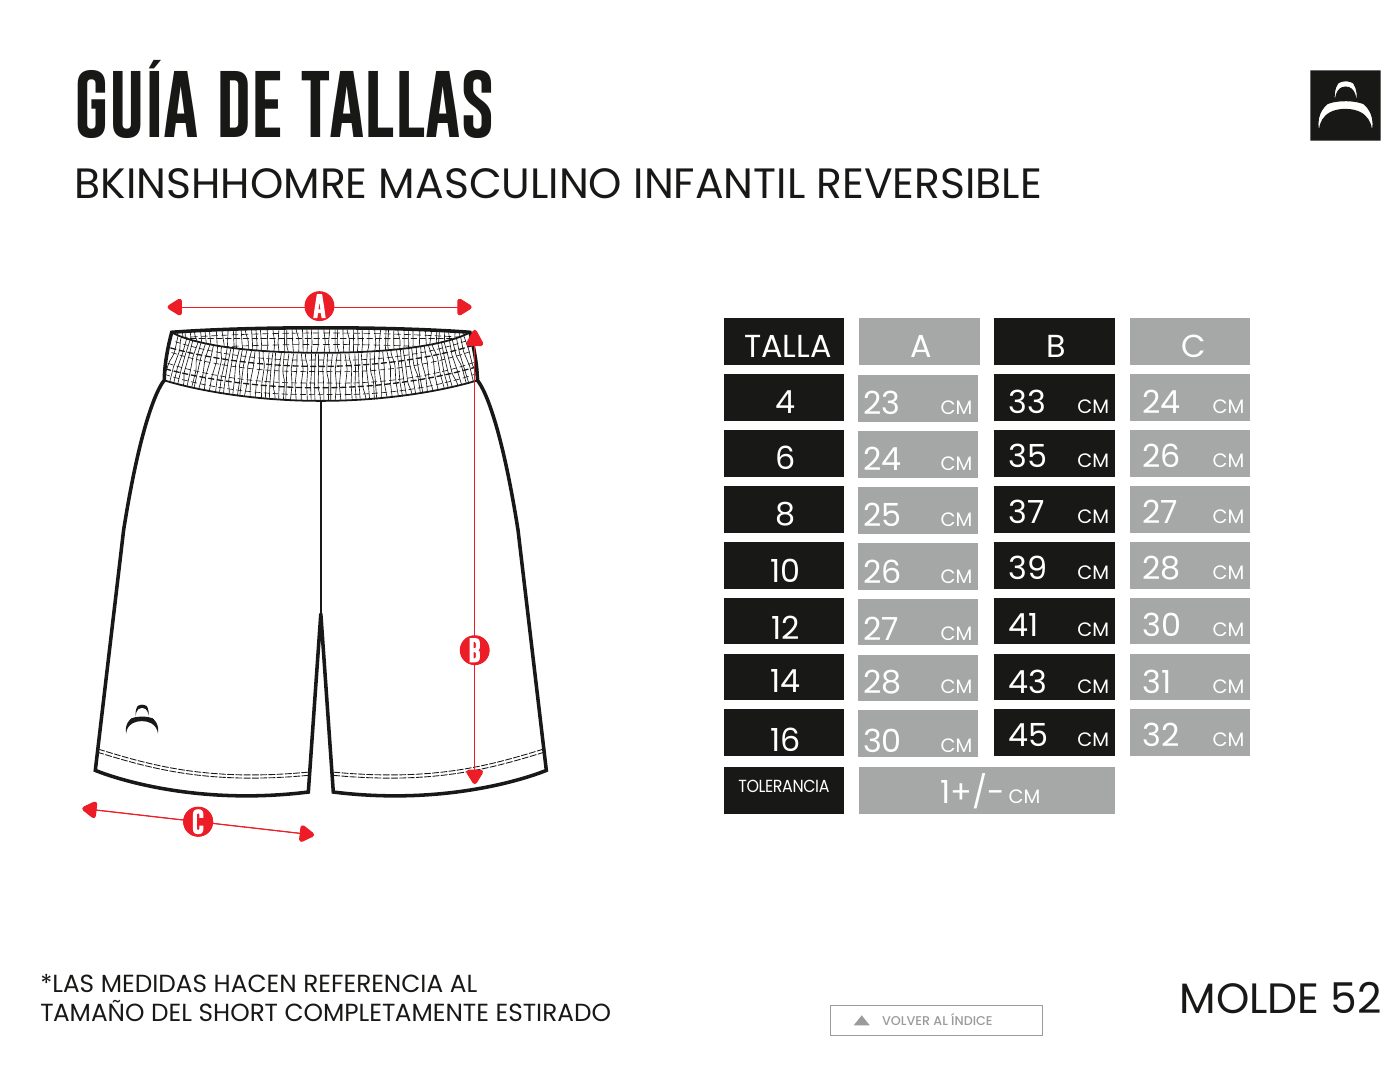 GUÍA DE TALLAS
BKINSHHOMRE MASCULINO INFANTIL REVERSIBLE
A
B
C
TALLA A B C
4 23 CM 33 CM 24 CM
6 24 CM 35 CM 26 CM
8 25 CM 37 CM 27 CM
10 26 CM 39 CM 28 CM
12 27 CM 41 CM 30 CM
14 28 CM 43 CM 31 CM
16 30 CM 45 CM 32 CM
TOLERANCIA 1+/- CM
*LAS MEDIDAS HACEN REFERENCIA AL
TAMAÑO DEL SHORT COMPLETAMENTE ESTIRADO
VOLVER AL ÍNDICE
MOLDE 52